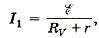 I₁ = ℰ / (R_V + r),